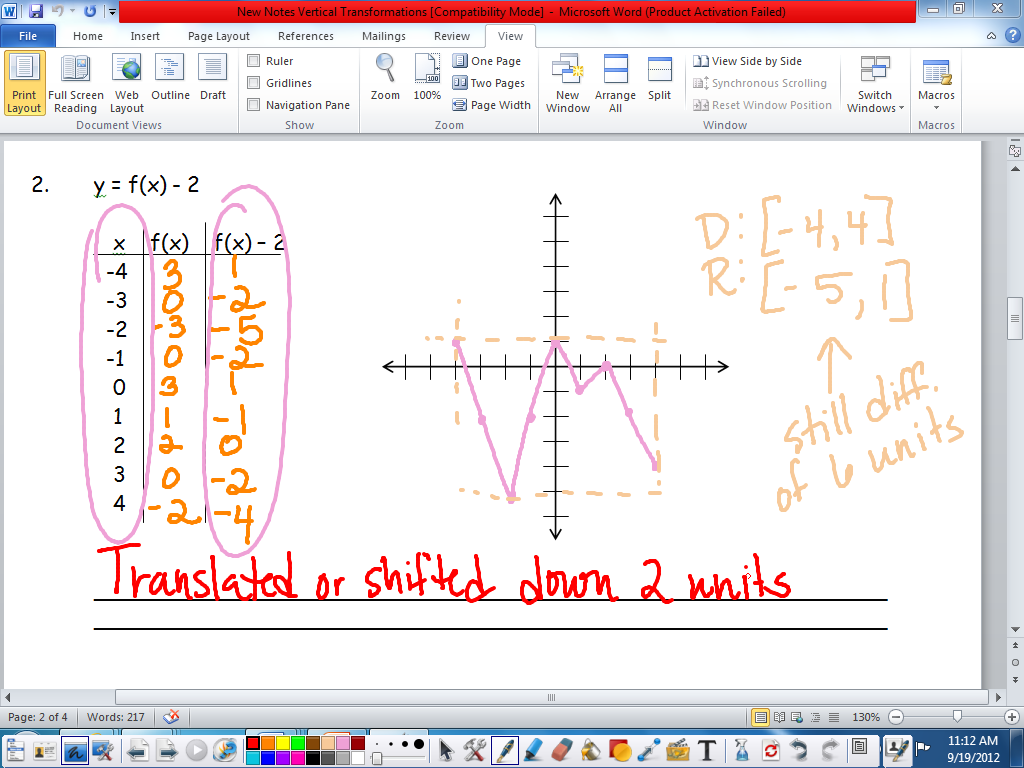 New Notes Vertical Transformations [Compatibility Mode] - Microsoft Word (Product Activation Failed)
File Home Insert Page Layout References Mailings Review View
Print Layout
Full Screen Reading
Web Layout
Outline
Draft
Document Views
Ruler
Gridlines
Navigation Pane
Show
Zoom
100%
One Page
Two Pages
Page Width
Zoom
New Window
Arrange All
Split
View Side by Side
Synchronous Scrolling
Reset Window Position
Window
Switch Windows
Macros
Macros
2. y = f(x) - 2
x f(x) f(x) - 2
-4 3 1
-3 0 -2
-2 -3 -5
-1 0 -2
0 3 1
1 1 -1
2 2 0
3 0 -2
4 -2 -4
D: [-4,4]
R: [-5,1]
still diff.
of 6 units
Translated or shifted down 2 units
Page: 2 of 4 Words: 217 130%
11:12 AM
9/19/2012